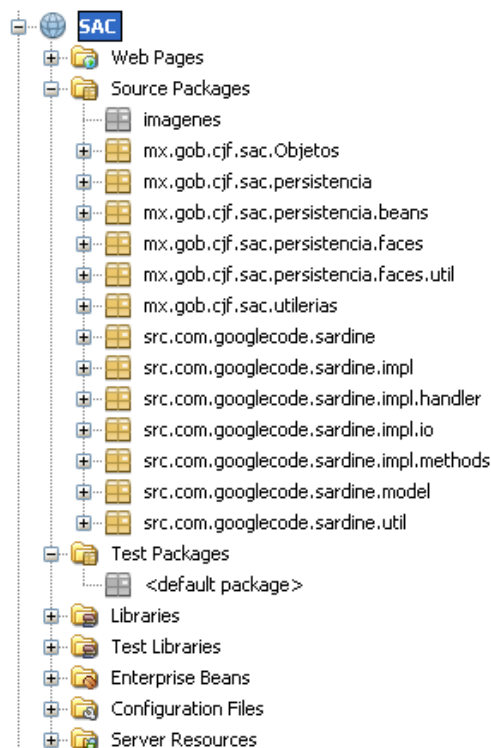 SAC
Web Pages
Source Packages
imagenes
mx.gob.cjf.sac.Objetos
mx.gob.cjf.sac.persistencia
mx.gob.cjf.sac.persistencia.beans
mx.gob.cjf.sac.persistencia.faces
mx.gob.cjf.sac.persistencia.faces.util
mx.gob.cjf.sac.utilerias
src.com.googlecode.sardine
src.com.googlecode.sardine.impl
src.com.googlecode.sardine.impl.handler
src.com.googlecode.sardine.impl.io
src.com.googlecode.sardine.impl.methods
src.com.googlecode.sardine.model
src.com.googlecode.sardine.util
Test Packages
<default package>
Libraries
Test Libraries
Enterprise Beans
Configuration Files
Server Resources